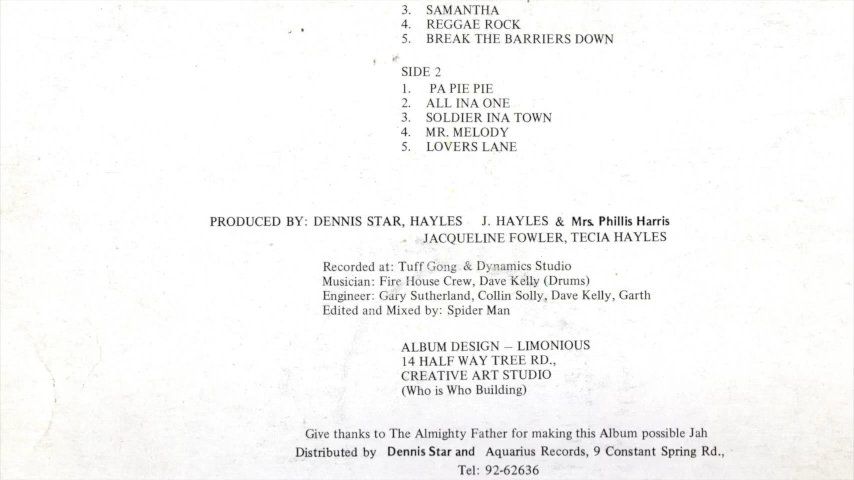 3. SAMANTHA
4. REGGAE ROCK
5. BREAK THE BARRIERS DOWN
SIDE 2
1. PA PIE PIE
2. ALL INA ONE
3. SOLDIER INA TOWN
4. MR. MELODY
5. LOVERS LANE
PRODUCED BY: DENNIS STAR, HAYLES J. HAYLES & Mrs. Phillis Harris
JACQUELINE FOWLER, TECIA HAYLES
Recorded at: Tuff Gong & Dynamics Studio
Musician: Fire House Crew, Dave Kelly (Drums)
Engineer: Gary Sutherland, Collin Solly, Dave Kelly, Garth
Edited and Mixed by: Spider Man
ALBUM DESIGN – LIMONIOUS
14 HALF WAY TREE RD.,
CREATIVE ART STUDIO
(Who is Who Building)
Give thanks to The Almighty Father for making this Album possible Jah
Distributed by Dennis Star and Aquarius Records, 9 Constant Spring Rd.,
Tel: 92-62636